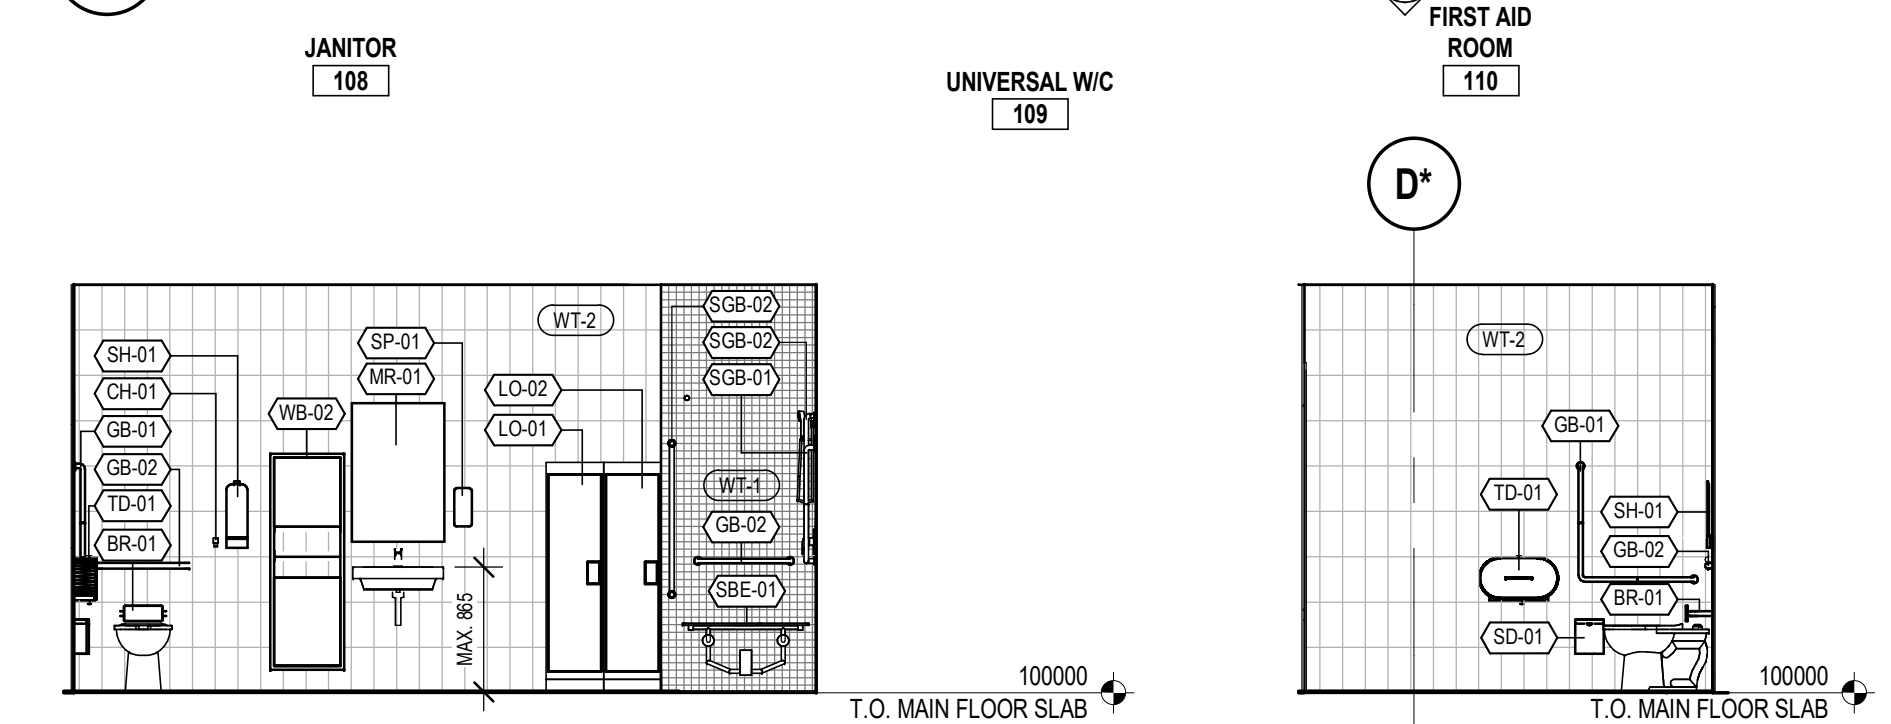 JANITOR
108
UNIVERSAL W/C
109
FIRST AID
ROOM
110
D*
SH-01
CH-01
GB-01
GB-02
TD-01
BR-01
WB-02
SP-01
MR-01
LO-02
LO-01
WT-2
MAX. 865
SGB-02
SGB-02
SGB-01
WT-1
GB-02
SBE-01
100000
T.O. MAIN FLOOR SLAB
WT-2
GB-01
TD-01
SH-01
GB-02
BR-01
SD-01
100000
T.O. MAIN FLOOR SLAB